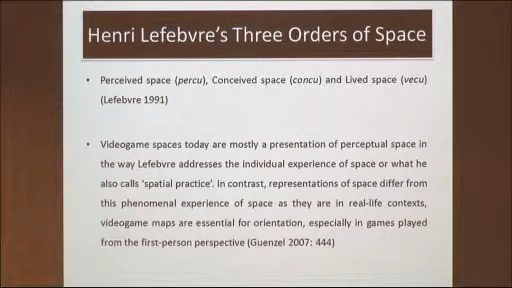 Henri Lefebvre's Three Orders of Space
• Perceived space (percu), Conceived space (concu) and Lived space (vecu)
(Lefebvre 1991)
• Videogame spaces today are mostly a presentation of perceptual space in
the way Lefebvre addresses the individual experience of space or what he
also calls 'spatial practice'. In contrast, representations of space differ from
this phenomenal experience of space as they are in real-life contexts,
videogame maps are essential for orientation, especially in games played
from the first-person perspective (Guenzel 2007: 444)